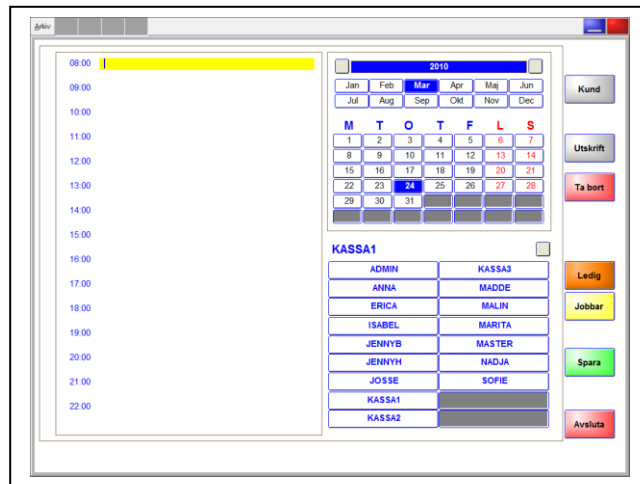 Arkiv
08:00
09:00
10:00
11:00
12:00
13:00
14:00
15:00
16:00
17:00
18:00
19:00
20:00
21:00
22:00
2010
Jan Feb Mar Apr Maj Jun
Jul Aug Sep Okt Nov Dec
M T O T F L S
1 2 3 4 5 6 7
8 9 10 11 12 13 14
15 16 17 18 19 20 21
22 23 24 25 26 27 28
29 30 31
KASSA1
ADMIN KASSA3
ANNA MADDE
ERICA MALIN
ISABEL MARITA
JENNYB MASTER
JENNYH NADJA
JOSSE SOFIE
KASSA1
KASSA2
Kund
Utskrift
Ta bort
Ledig
Jobbar
Spara
Avsluta